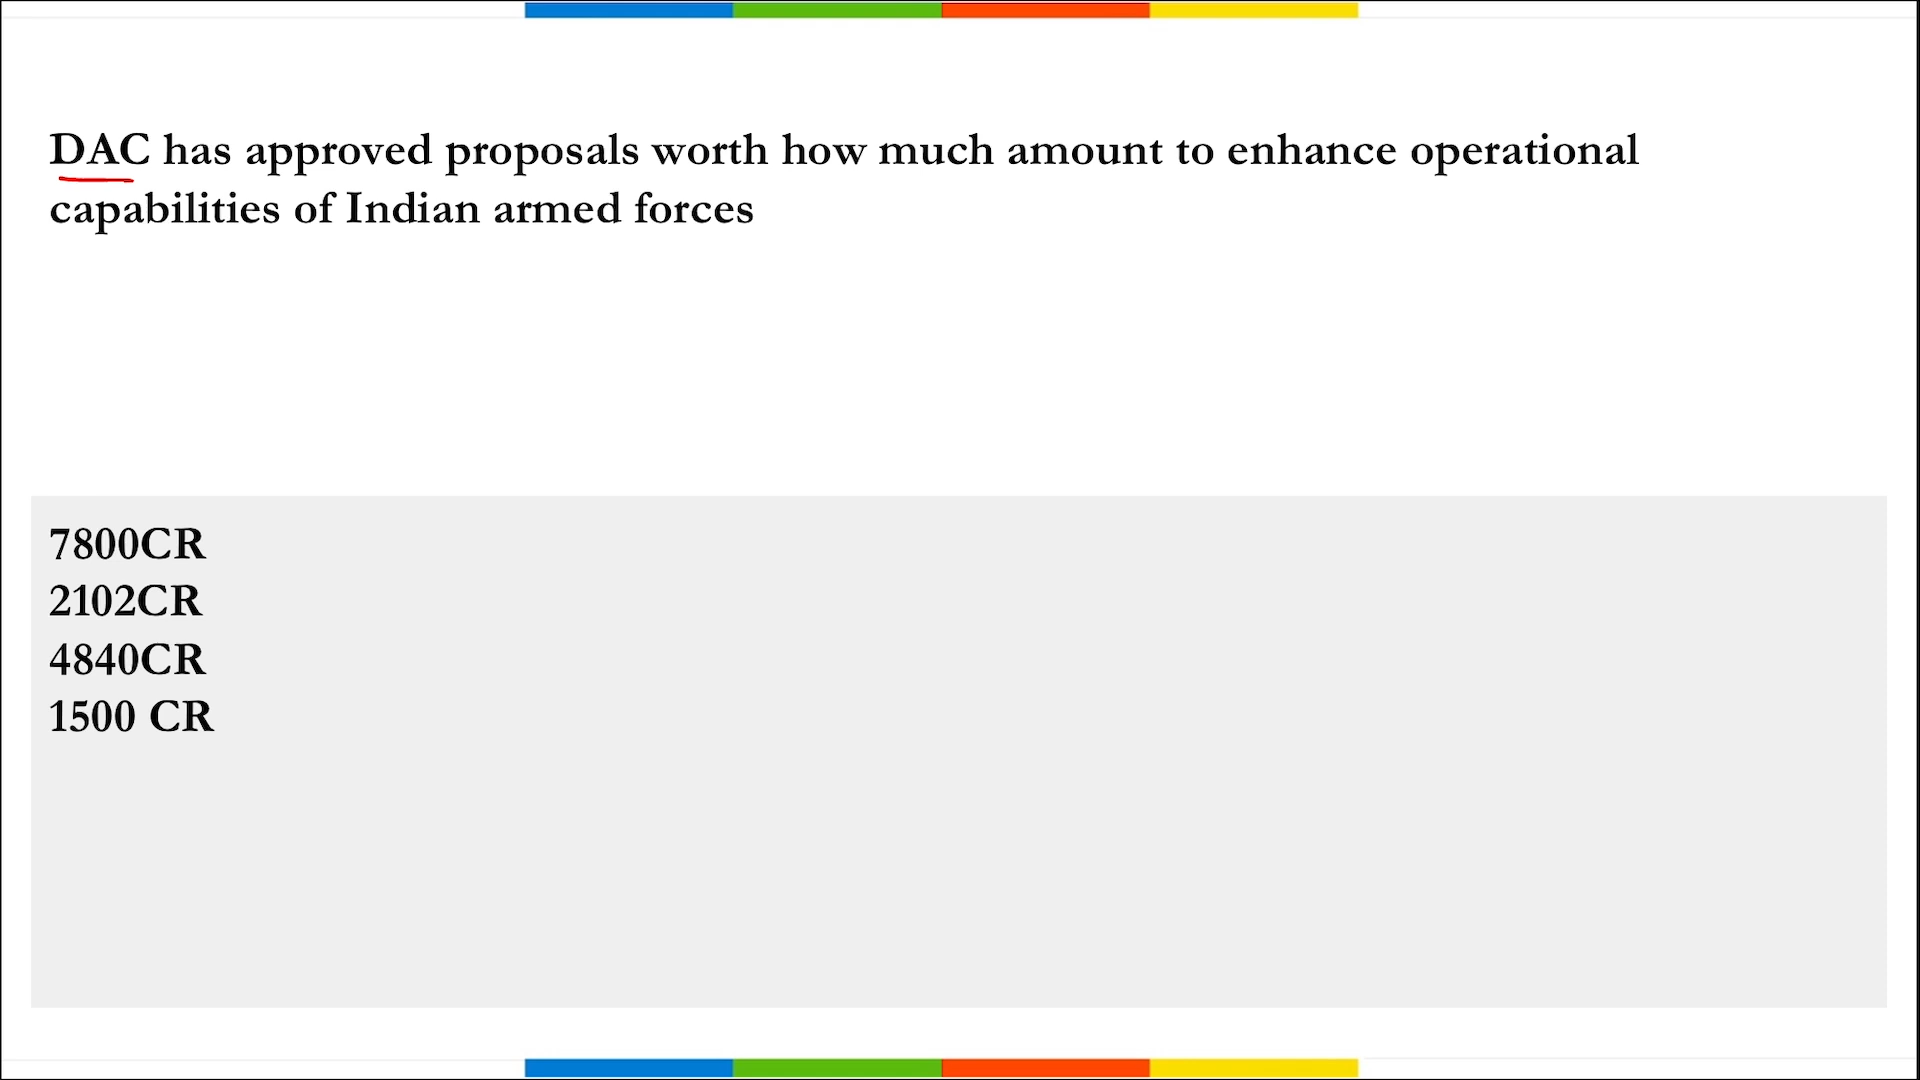 DAC has approved proposals worth how much amount to enhance operational
capabilities of Indian armed forces
7800CR
2102CR
4840CR
1500 CR